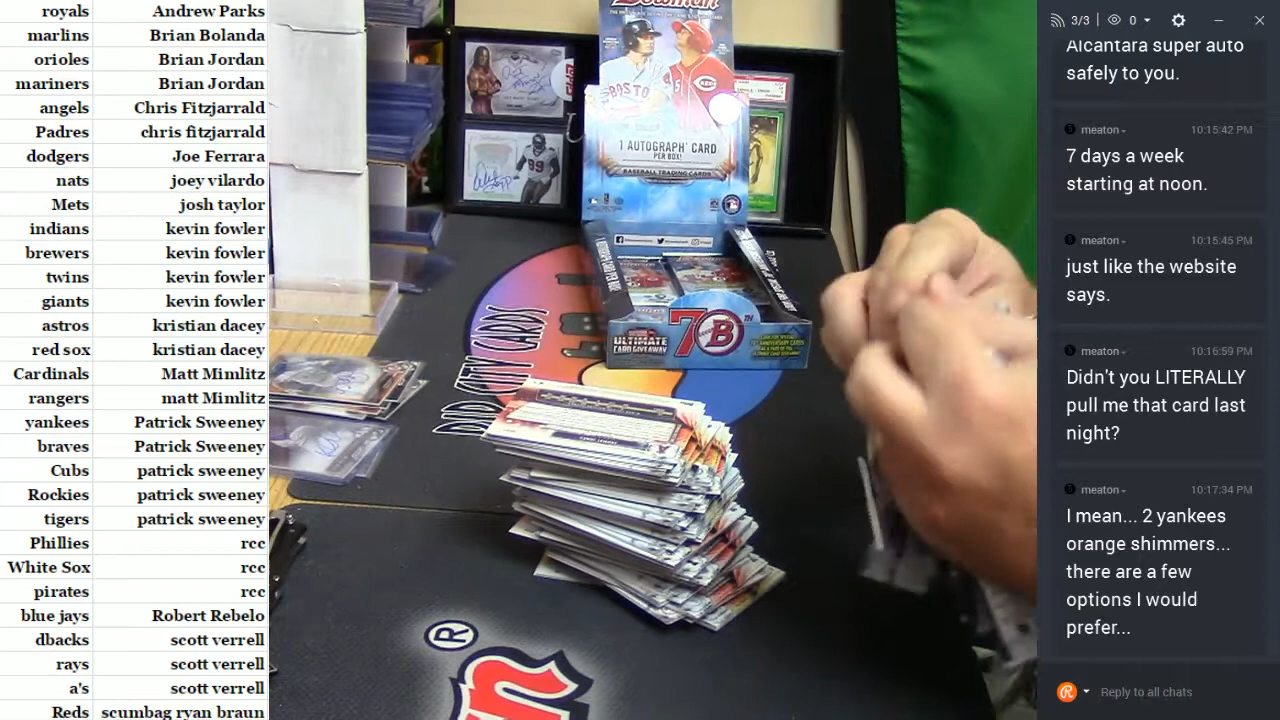 royals Andrew Parks
marlins Brian Bolanda
orioles Brian Jordan
mariners Brian Jordan
angels Chris Fitzjarrald
Padres chris fitzjarrald
dodgers Joe Ferrara
nats joey vilardo
Mets josh taylor
indians kevin fowler
brewers kevin fowler
twins kevin fowler
giants kevin fowler
astros kristian dacey
red sox kristian dacey
Cardinals Matt Mimlitz
rangers matt Mimlitz
yankees Patrick Sweeney
braves Patrick Sweeney
Cubs patrick sweeney
Rockies patrick sweeney
tigers patrick sweeney
Phillies rcc
White Sox rcc
pirates rcc
blue jays Robert Rebelo
dbacks scott verrell
rays scott verrell
a's scott verrell
Reds scumbag ryan braun
Bowman
BOSTON
REDS
1 AUTOGRAPH CARD
PER BOX!
BASEBALL TRADING CARDS
ULTIMATE
CARD GIVEAWAY
7B TH
CITY CARDS
®
3/3 0
Alcantara super auto
safely to you.
meaton 10:15:42 PM
7 days a week
starting at noon.
meaton 10:15:45 PM
just like the website
says.
meaton 10:16:59 PM
Didn't you LITERALLY
pull me that card last
night?
meaton 10:17:34 PM
I mean... 2 yankees
orange shimmers...
there are a few
options I would
prefer...
Reply to all chats